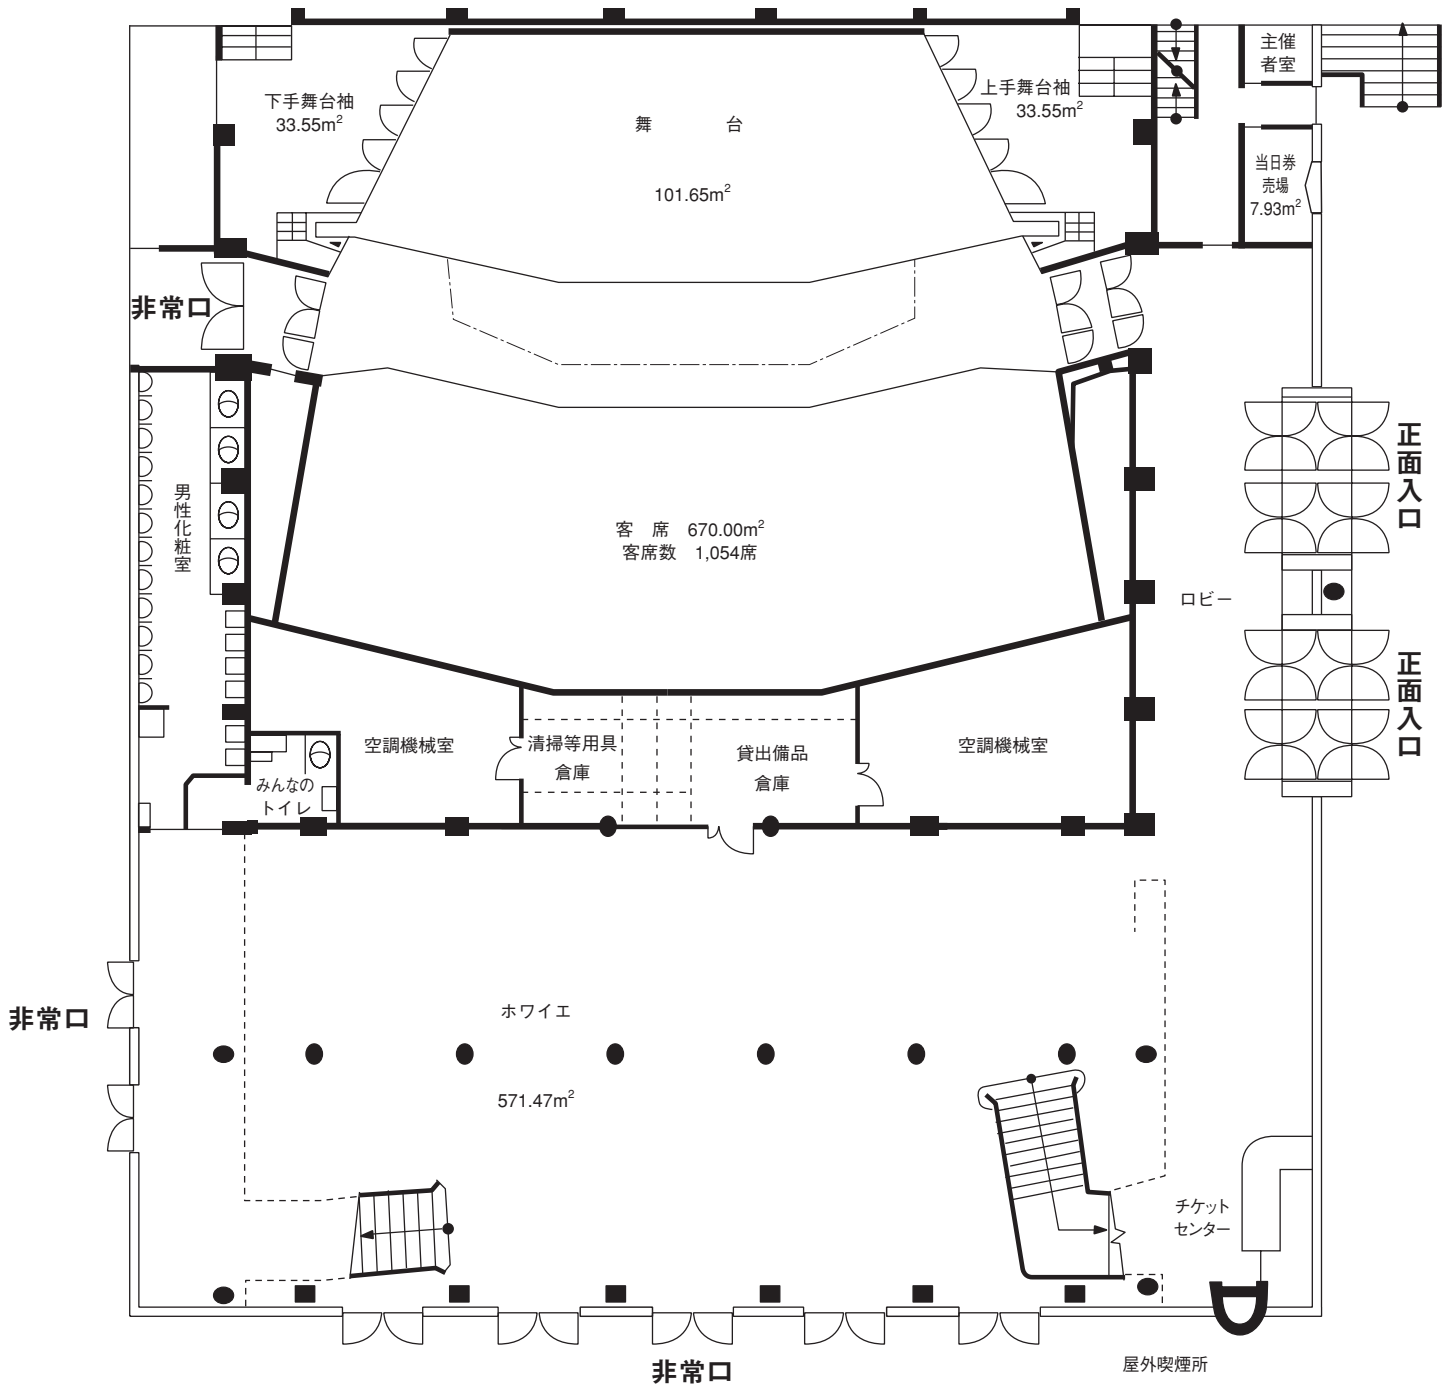 主催
者室
下手舞台袖
33.55m²
舞　台
101.65m²
上手舞台袖
33.55m²
当日券
売場
7.93m²
非常口
正面入口
男性化粧室
客　席　670.00m²
客席数　1,054席
ロビー
正面入口
空調機械室
清掃等用具
倉庫
貸出備品
倉庫
空調機械室
みんなの
トイレ
ホワイエ
非常口
571.47m²
チケット
センター
非常口
屋外喫煙所